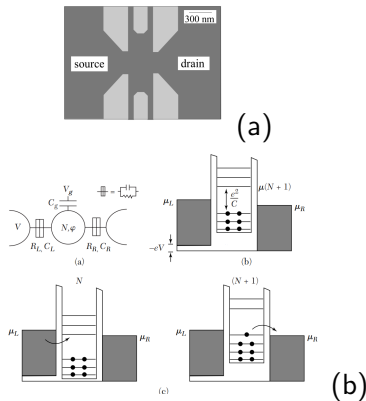 300 nm
source drain
(a)
V_g
C_g
V N,φ
R_L, C_L R_R, C_R
(a)
μ_L
μ(N + 1)
e²/C
μ_R
−eV
(b)
N (N + 1)
μ_L μ_R μ_L μ_R
(c)
(b)